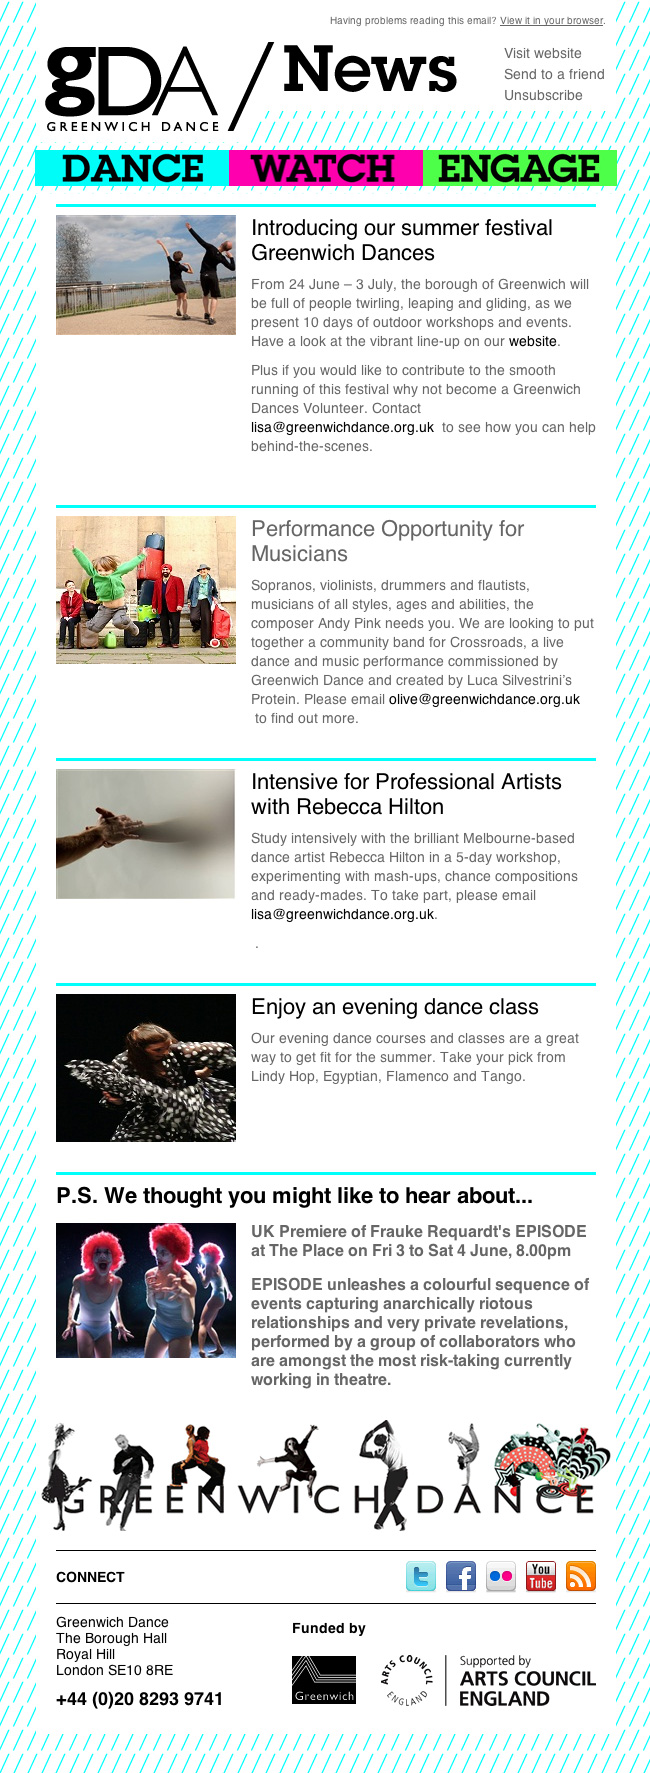 Having problems reading this email? View it in your browser.
gDA
GREENWICH DANCE
/News
Visit website
Send to a friend
Unsubscribe
DANCE WATCH ENGAGE
Introducing our summer festival
Greenwich Dances
From 24 June – 3 July, the borough of Greenwich will
be full of people twirling, leaping and gliding, as we
present 10 days of outdoor workshops and events.
Have a look at the vibrant line-up on our website.
Plus if you would like to contribute to the smooth
running of this festival why not become a Greenwich
Dances Volunteer. Contact
lisa@greenwichdance.org.uk to see how you can help
behind-the-scenes.
Performance Opportunity for
Musicians
Sopranos, violinists, drummers and flautists,
musicians of all styles, ages and abilities, the
composer Andy Pink needs you. We are looking to put
together a community band for Crossroads, a live
dance and music performance commissioned by
Greenwich Dance and created by Luca Silvestrini's
Protein. Please email olive@greenwichdance.org.uk
to find out more.
Intensive for Professional Artists
with Rebecca Hilton
Study intensively with the brilliant Melbourne-based
dance artist Rebecca Hilton in a 5-day workshop,
experimenting with mash-ups, chance compositions
and ready-mades. To take part, please email
lisa@greenwichdance.org.uk.
.
Enjoy an evening dance class
Our evening dance courses and classes are a great
way to get fit for the summer. Take your pick from
Lindy Hop, Egyptian, Flamenco and Tango.
P.S. We thought you might like to hear about...
UK Premiere of Frauke Requardt's EPISODE
at The Place on Fri 3 to Sat 4 June, 8.00pm
EPISODE unleashes a colourful sequence of
events capturing anarchically riotous
relationships and very private revelations,
performed by a group of collaborators who
are amongst the most risk-taking currently
working in theatre.
GREENWICH DANCE
CONNECT
t f You Tube
Greenwich Dance
The Borough Hall
Royal Hill
London SE10 8RE
+44 (0)20 8293 9741
Funded by
Greenwich
ARTS COUNCIL ENGLAND
Supported by
ARTS COUNCIL
ENGLAND